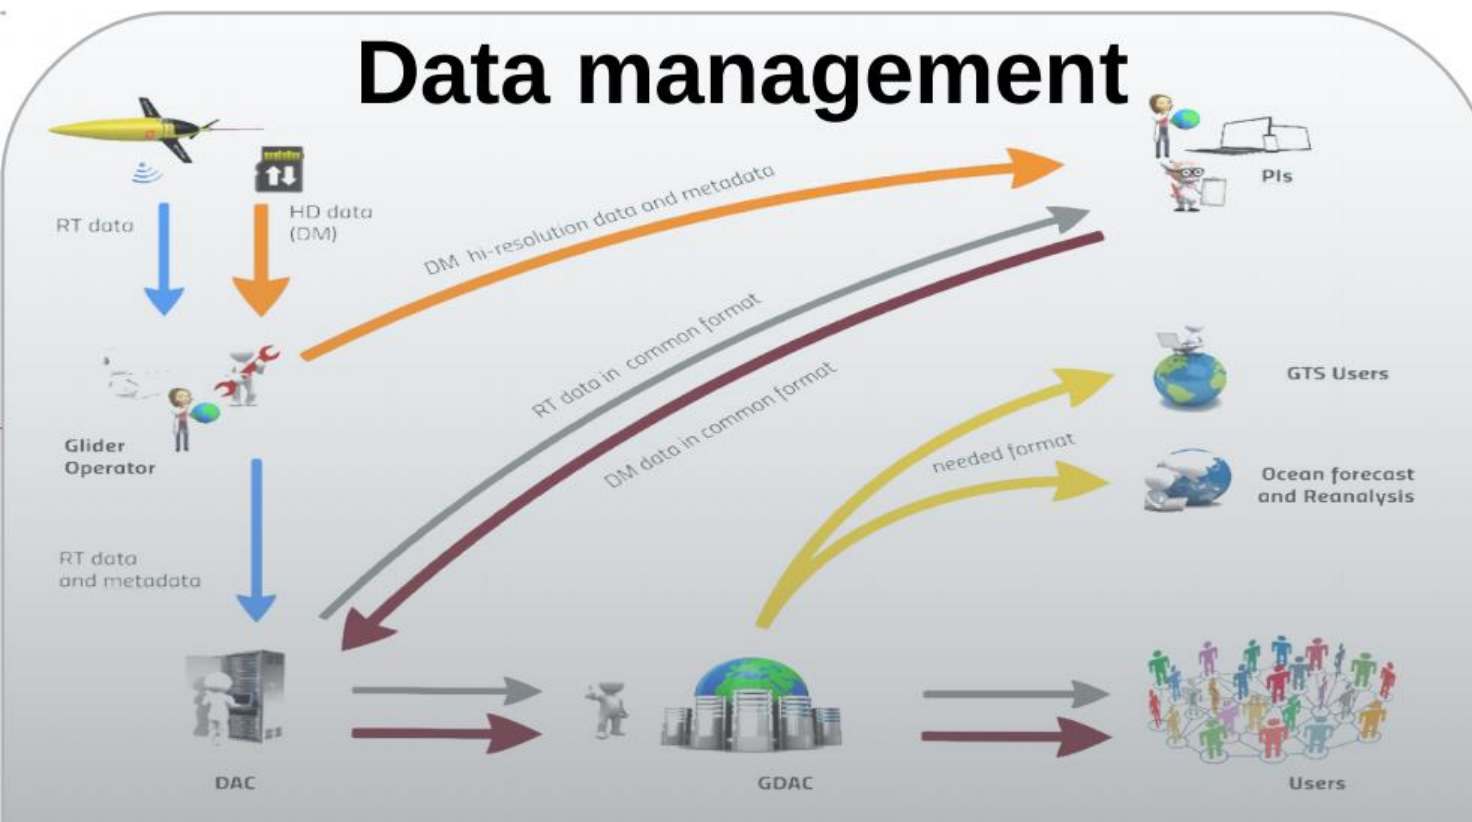 Data management
RT data
HD data
(DM)
DM hi-resolution data and metadata
PIs
RT data in common format
DM data in common format
GTS Users
needed format
Glider
Operator
Ocean forecast
and Reanalysis
RT data
and metadata
DAC
GDAC
Users